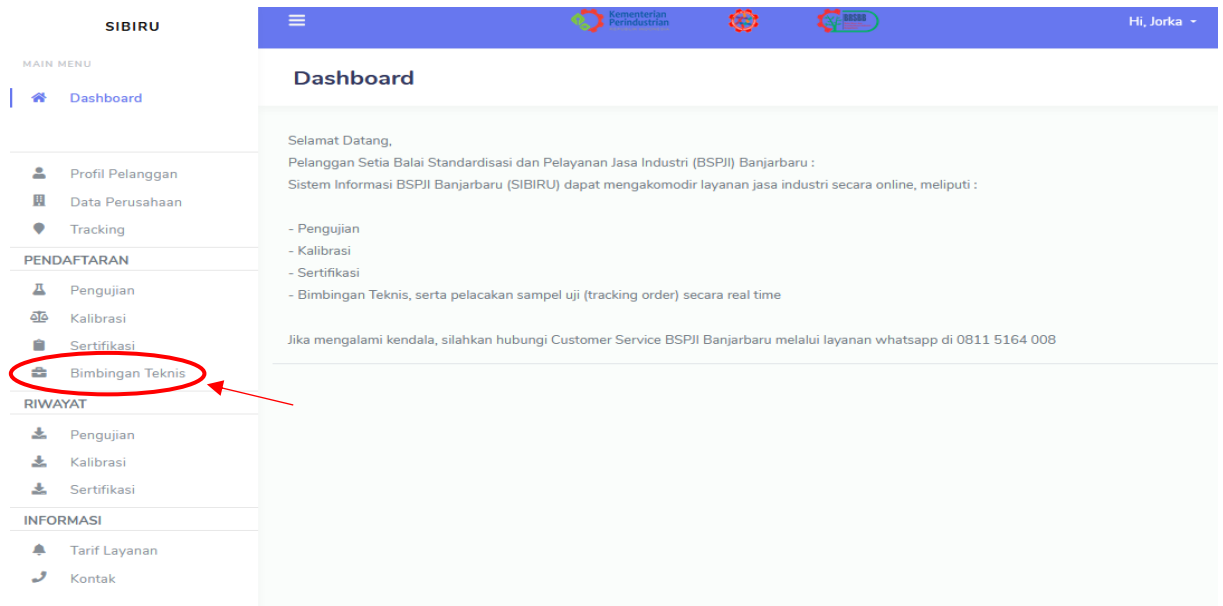 SIBIRU
Kementerian
Perindustrian
Hi, Jorka
MAIN MENU
Dashboard
Dashboard
Selamat Datang,
Pelanggan Setia Balai Standardisasi dan Pelayanan Jasa Industri (BSPJI) Banjarbaru :
Sistem Informasi BSPJI Banjarbaru (SIBIRU) dapat mengakomodir layanan jasa industri secara online, meliputi :
- Pengujian
- Kalibrasi
- Sertifikasi
- Bimbingan Teknis, serta pelacakan sampel uji (tracking order) secara real time
Jika mengalami kendala, silahkan hubungi Customer Service BSPJI Banjarbaru melalui layanan whatsapp di 0811 5164 008
Profil Pelanggan
Data Perusahaan
Tracking
PENDAFTARAN
Pengujian
Kalibrasi
Sertifikasi
Bimbingan Teknis
RIWAYAT
Pengujian
Kalibrasi
Sertifikasi
INFORMASI
Tarif Layanan
Kontak